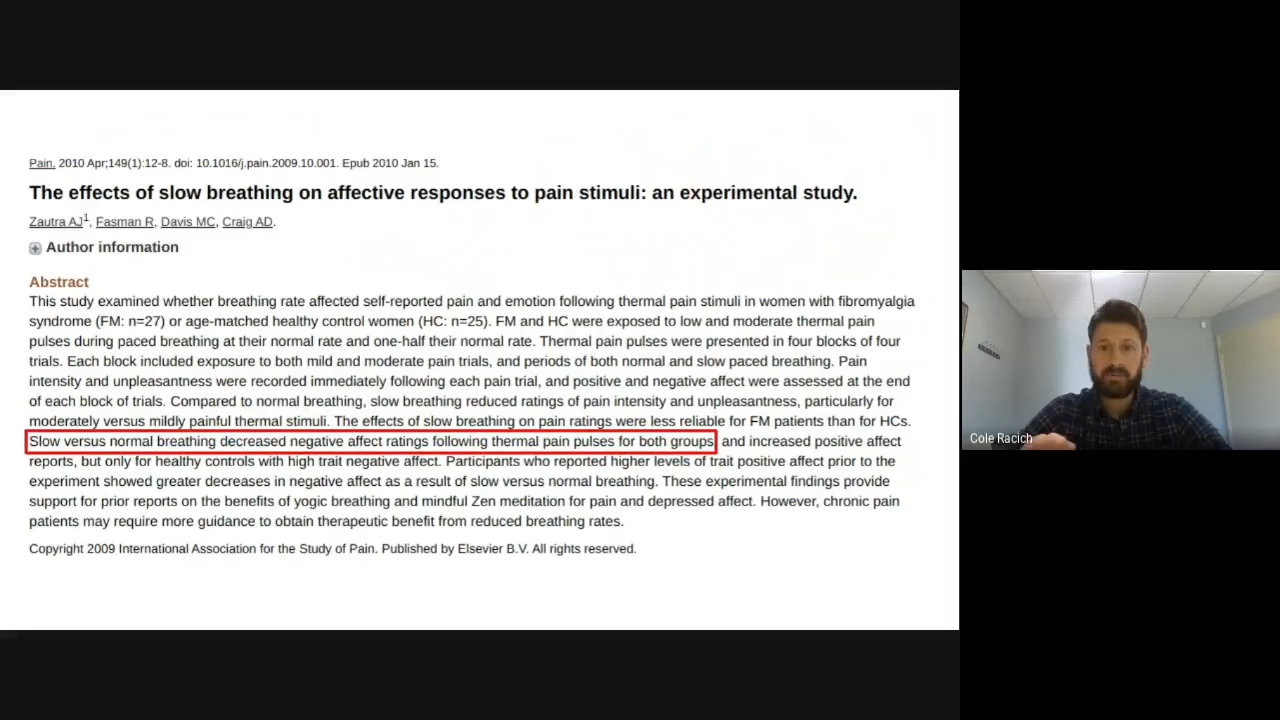 Pain. 2010 Apr;149(1):12-8. doi: 10.1016/j.pain.2009.10.001. Epub 2010 Jan 15.
The effects of slow breathing on affective responses to pain stimuli: an experimental study.
Zautra AJ1, Fasman R, Davis MC, Craig AD.
Author information
Abstract
This study examined whether breathing rate affected self-reported pain and emotion following thermal pain stimuli in women with fibromyalgia
syndrome (FM: n=27) or age-matched healthy control women (HC: n=25). FM and HC were exposed to low and moderate thermal pain
pulses during paced breathing at their normal rate and one-half their normal rate. Thermal pain pulses were presented in four blocks of four
trials. Each block included exposure to both mild and moderate pain trials, and periods of both normal and slow paced breathing. Pain
intensity and unpleasantness were recorded immediately following each pain trial, and positive and negative affect were assessed at the end
of each block of trials. Compared to normal breathing, slow breathing reduced ratings of pain intensity and unpleasantness, particularly for
moderately versus mildly painful thermal stimuli. The effects of slow breathing on pain ratings were less reliable for FM patients than for HCs.
Slow versus normal breathing decreased negative affect ratings following thermal pain pulses for both groups, and increased positive affect
reports, but only for healthy controls with high trait negative affect. Participants who reported higher levels of trait positive affect prior to the
experiment showed greater decreases in negative affect as a result of slow versus normal breathing. These experimental findings provide
support for prior reports on the benefits of yogic breathing and mindful Zen meditation for pain and depressed affect. However, chronic pain
patients may require more guidance to obtain therapeutic benefit from reduced breathing rates.
Copyright 2009 International Association for the Study of Pain. Published by Elsevier B.V. All rights reserved.
Cole Racich